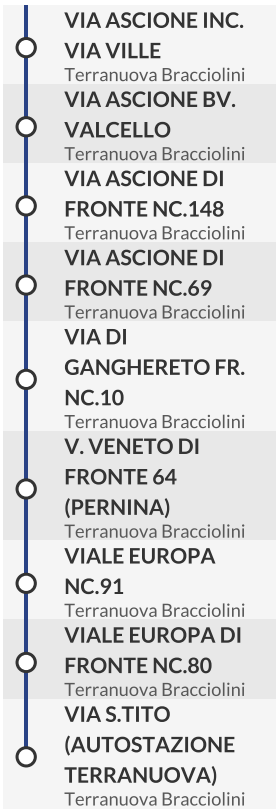 VIA ASCIONE INC.
VIA VILLE
Terranuova Bracciolini
VIA ASCIONE BV.
VALCELLO
Terranuova Bracciolini
VIA ASCIONE DI
FRONTE NC.148
Terranuova Bracciolini
VIA ASCIONE DI
FRONTE NC.69
Terranuova Bracciolini
VIA DI
GANGHERETO FR.
NC.10
Terranuova Bracciolini
V. VENETO DI
FRONTE 64
(PERNINA)
Terranuova Bracciolini
VIALE EUROPA
NC.91
Terranuova Bracciolini
VIALE EUROPA DI
FRONTE NC.80
Terranuova Bracciolini
VIA S.TITO
(AUTOSTAZIONE
TERRANUOVA)
Terranuova Bracciolini